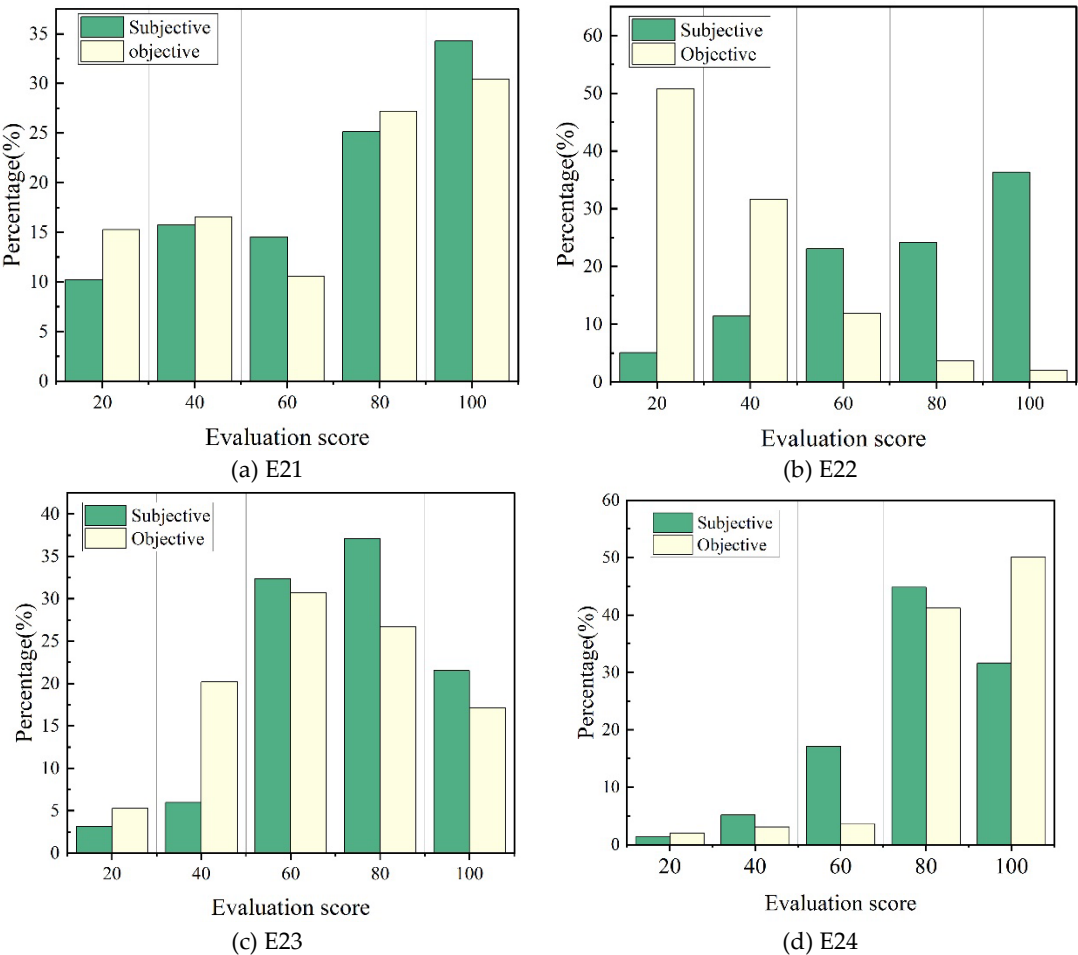 Subjective
objective
Percentage(%)
35
30
25
20
15
10
5
0
20 40 60 80 100
Evaluation score
(a) E21
Subjective
Objective
Percentage(%)
60
50
40
30
20
10
0
20 40 60 80 100
Evaluation score
(b) E22
Subjective
Objective
Percentage(%)
40
35
30
25
20
15
10
5
0
20 40 60 80 100
Evaluation score
(c) E23
Subjective
Objective
Percentage(%)
60
50
40
30
20
10
0
20 40 60 80 100
Evaluation score
(d) E24